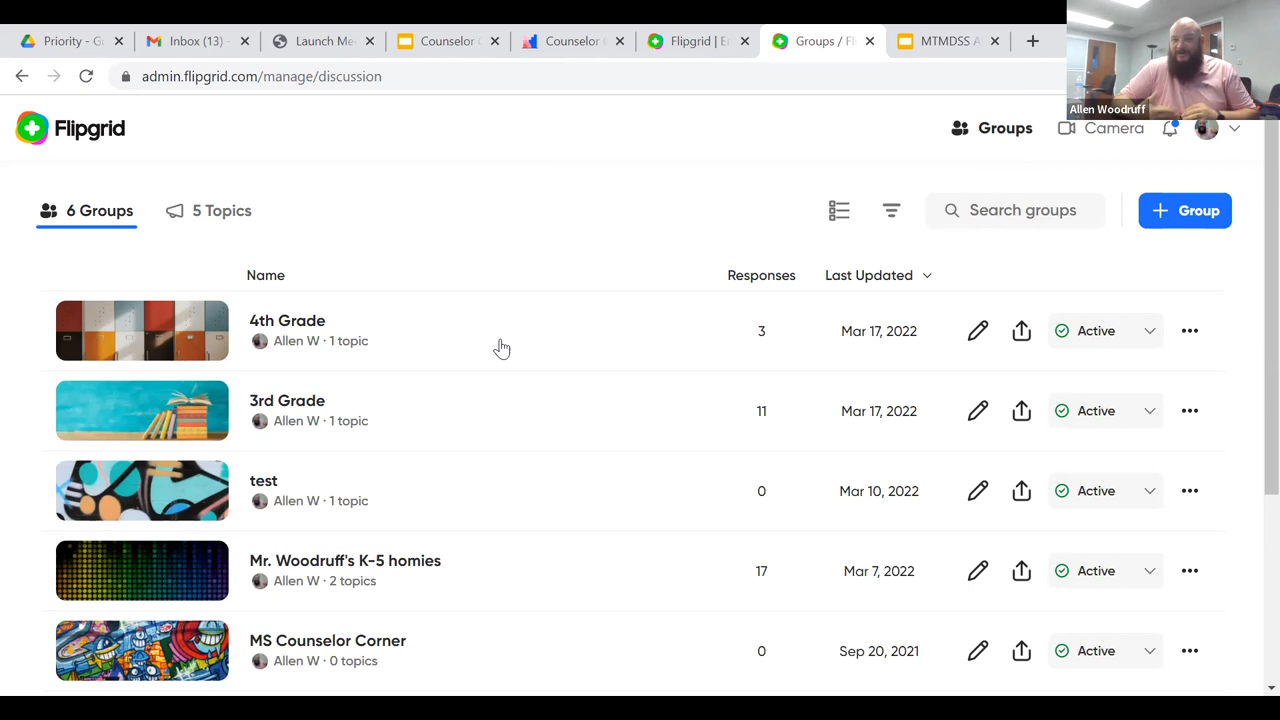 Priority - G
Inbox (13) -
Launch Me
Counselor
Counselor
Flipgrid | E
Groups / Fl
MTMDSS A
admin.flipgrid.com/manage/discussion
Allen Woodruff
Flipgrid
Groups
Camera
6 Groups
5 Topics
Search groups
+ Group
Name
Responses
Last Updated
4th Grade
Allen W · 1 topic
3
Mar 17, 2022
Active
3rd Grade
Allen W · 1 topic
11
Mar 17, 2022
Active
test
Allen W · 1 topic
0
Mar 10, 2022
Active
Mr. Woodruff's K-5 homies
Allen W · 2 topics
17
Mar 7, 2022
Active
MS Counselor Corner
Allen W · 0 topics
0
Sep 20, 2021
Active